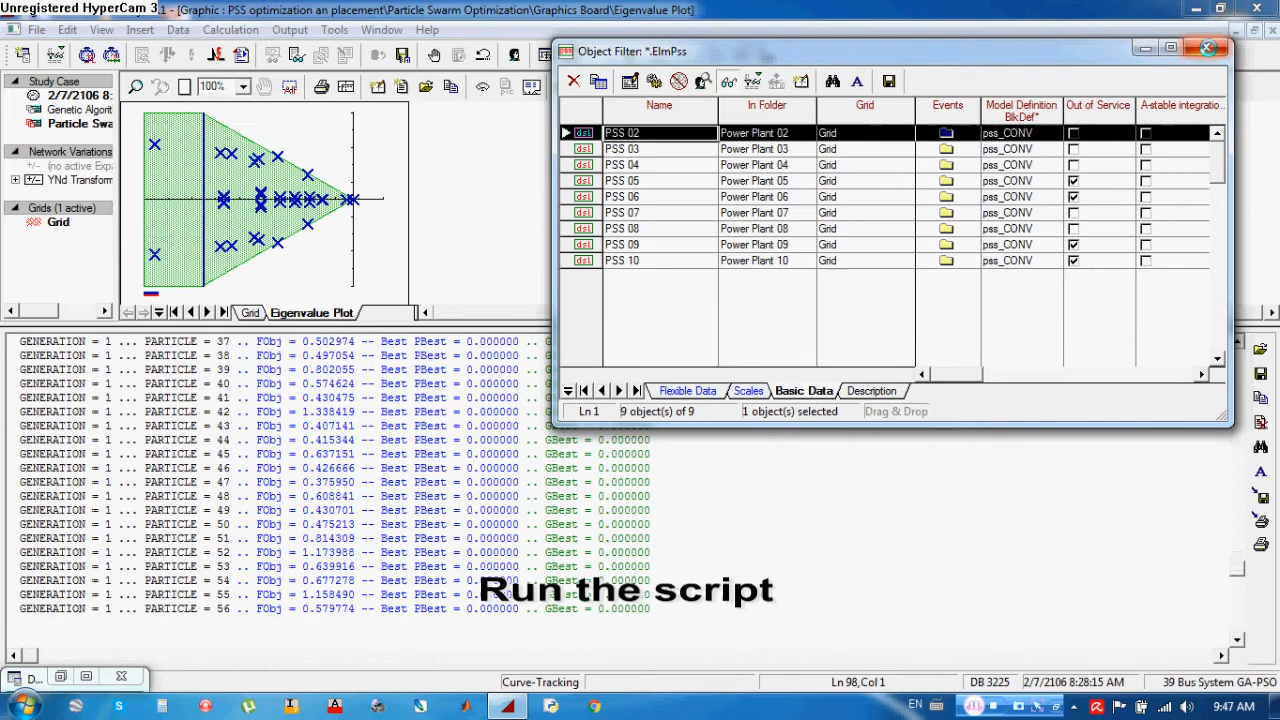 Unregistered HyperCam 3
.1 - [Graphic : PSS optimization an placement\Particle Swarm Optimization\Graphics Board\Eigenvalue Plot]
File Edit View Insert Data Calculation Output Tools Window Help
Object Filter: *.ElmPss
Study Case
2/7/2106 8:28:15
Genetic Algorit
Particle Swa
Network Variations
(no active Expa
YNd Transform
Grids (1 active)
Grid
100%
Name In Folder Grid Events Model Definition BlkDef* Out of Service A-stable integratio...
PSS 02 Power Plant 02 Grid pss_CONV
PSS 03 Power Plant 03 Grid pss_CONV
PSS 04 Power Plant 04 Grid pss_CONV
PSS 05 Power Plant 05 Grid pss_CONV
PSS 06 Power Plant 06 Grid pss_CONV
PSS 07 Power Plant 07 Grid pss_CONV
PSS 08 Power Plant 08 Grid pss_CONV
PSS 09 Power Plant 09 Grid pss_CONV
PSS 10 Power Plant 10 Grid pss_CONV
Flexible Data Scales Basic Data Description
Ln 1 9 object(s) of 9 1 object(s) selected Drag & Drop
Grid Eigenvalue Plot
GENERATION = 1 ... PARTICLE = 37 .. FObj = 0.502974 -- Best PBest = 0.000000 ..
GENERATION = 1 ... PARTICLE = 38 .. FObj = 0.497054 -- Best PBest = 0.000000 ..
GENERATION = 1 ... PARTICLE = 39 .. FObj = 0.802055 -- Best PBest = 0.000000 ..
GENERATION = 1 ... PARTICLE = 40 .. FObj = 0.574624 -- Best PBest = 0.000000 ..
GENERATION = 1 ... PARTICLE = 41 .. FObj = 0.430475 -- Best PBest = 0.000000 ..
GENERATION = 1 ... PARTICLE = 42 .. FObj = 1.338419 -- Best PBest = 0.000000 ..
GENERATION = 1 ... PARTICLE = 43 .. FObj = 0.407141 -- Best PBest = 0.000000 .. GBest = 0.000000
GENERATION = 1 ... PARTICLE = 44 .. FObj = 0.415344 -- Best PBest = 0.000000 .. GBest = 0.000000
GENERATION = 1 ... PARTICLE = 45 .. FObj = 0.637151 -- Best PBest = 0.000000 .. GBest = 0.000000
GENERATION = 1 ... PARTICLE = 46 .. FObj = 0.426666 -- Best PBest = 0.000000 .. GBest = 0.000000
GENERATION = 1 ... PARTICLE = 47 .. FObj = 0.375950 -- Best PBest = 0.000000 .. GBest = 0.000000
GENERATION = 1 ... PARTICLE = 48 .. FObj = 0.608841 -- Best PBest = 0.000000 .. GBest = 0.000000
GENERATION = 1 ... PARTICLE = 49 .. FObj = 0.430701 -- Best PBest = 0.000000 .. GBest = 0.000000
GENERATION = 1 ... PARTICLE = 50 .. FObj = 0.475213 -- Best PBest = 0.000000 .. GBest = 0.000000
GENERATION = 1 ... PARTICLE = 51 .. FObj = 0.814309 -- Best PBest = 0.000000 .. GBest = 0.000000
GENERATION = 1 ... PARTICLE = 52 .. FObj = 1.173988 -- Best PBest = 0.000000 .. GBest = 0.000000
GENERATION = 1 ... PARTICLE = 53 .. FObj = 0.639916 -- Best PBest = 0.000000 .. GBest = 0.000000
GENERATION = 1 ... PARTICLE = 54 .. FObj = 0.677278 -- Best PBest = 0.000000 .. GBest = 0.000000
GENERATION = 1 ... PARTICLE = 55 .. FObj = 1.158490 -- Best PBest = 0.000000 .. GBest = 0.000000
GENERATION = 1 ... PARTICLE = 56 .. FObj = 0.579774 -- Best PBest = 0.000000 .. GBest = 0.000000
Run the script
D...
Curve-Tracking Ln 98,Col 1 DB 3225 2/7/2106 8:28:15 AM 39 Bus System GA-PSO
EN 9:47 AM